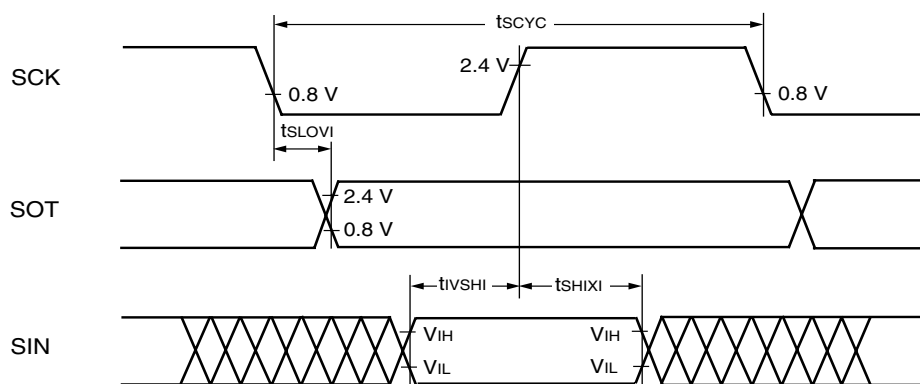 tSCYC
SCK
2.4 V
0.8 V
0.8 V
tSLOVI
SOT
2.4 V
0.8 V
tIVSHI
tSHIXI
SIN
VIH
VIH
VIL
VIL